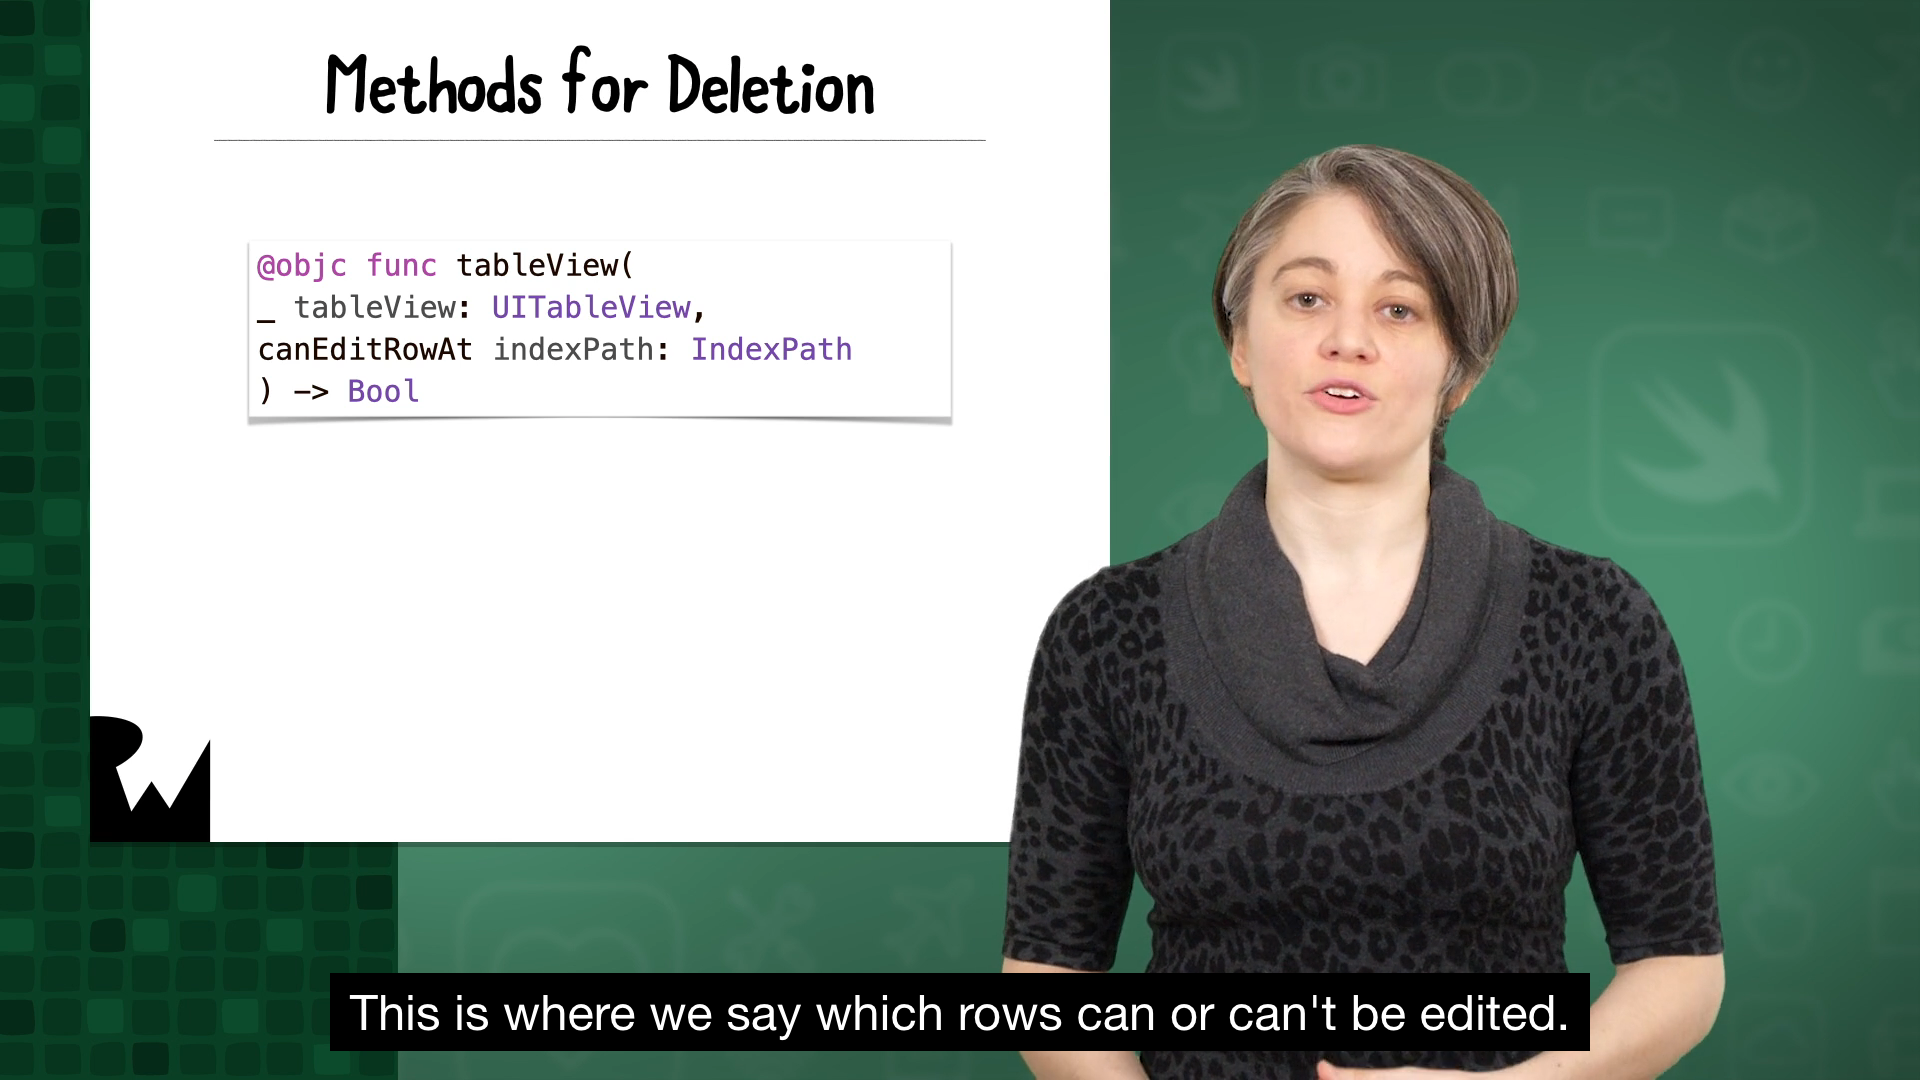 Methods for Deletion
@objc func tableView(
_ tableView: UITableView,
canEditRowAt indexPath: IndexPath
) -> Bool
RW
This is where we say which rows can or can't be edited.